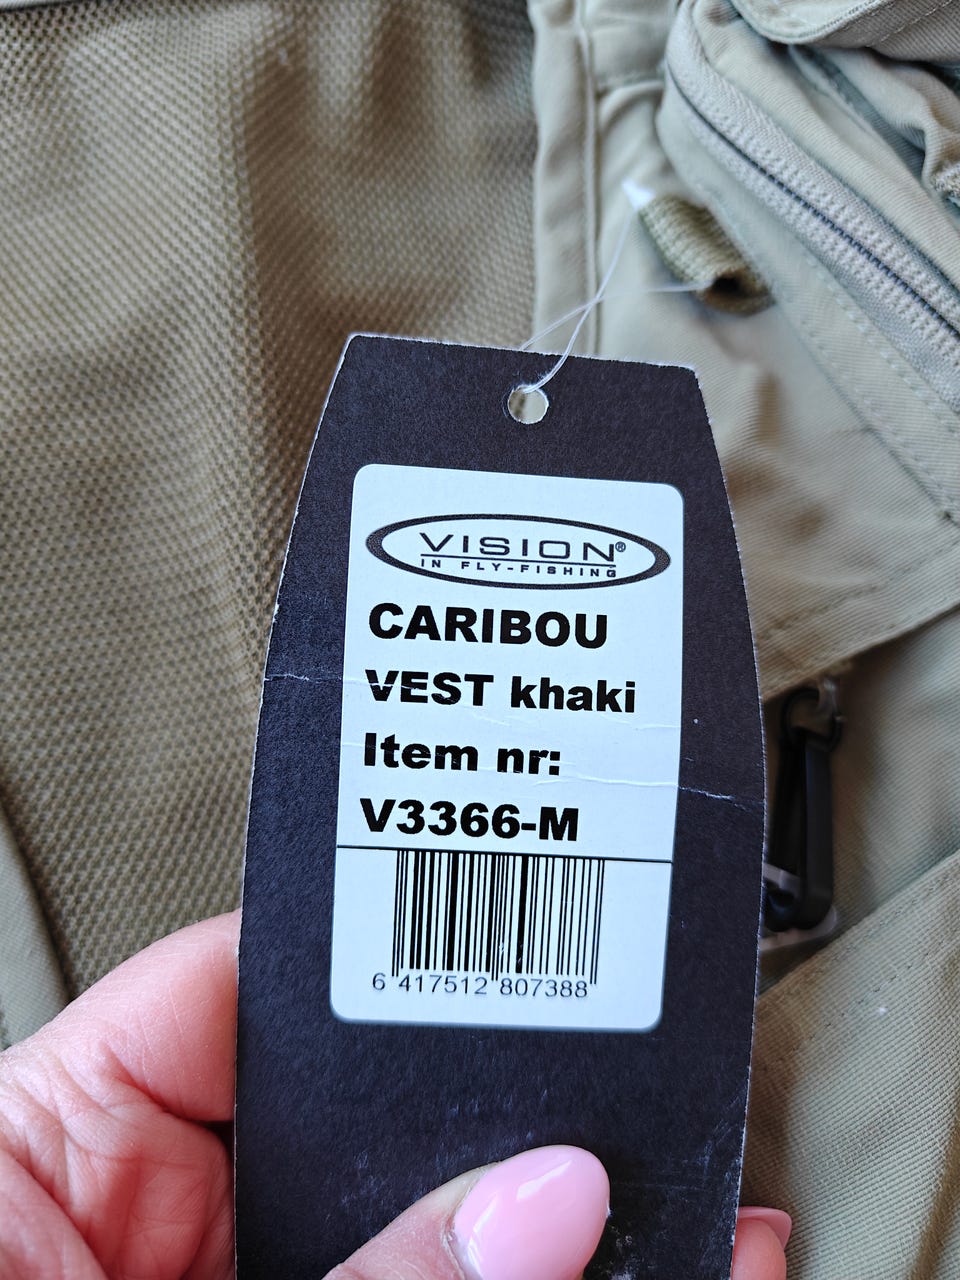 VISION®
IN FLY-FISHING
CARIBOU
VEST khaki
Item nr:
V3366-M
6 417512 807388